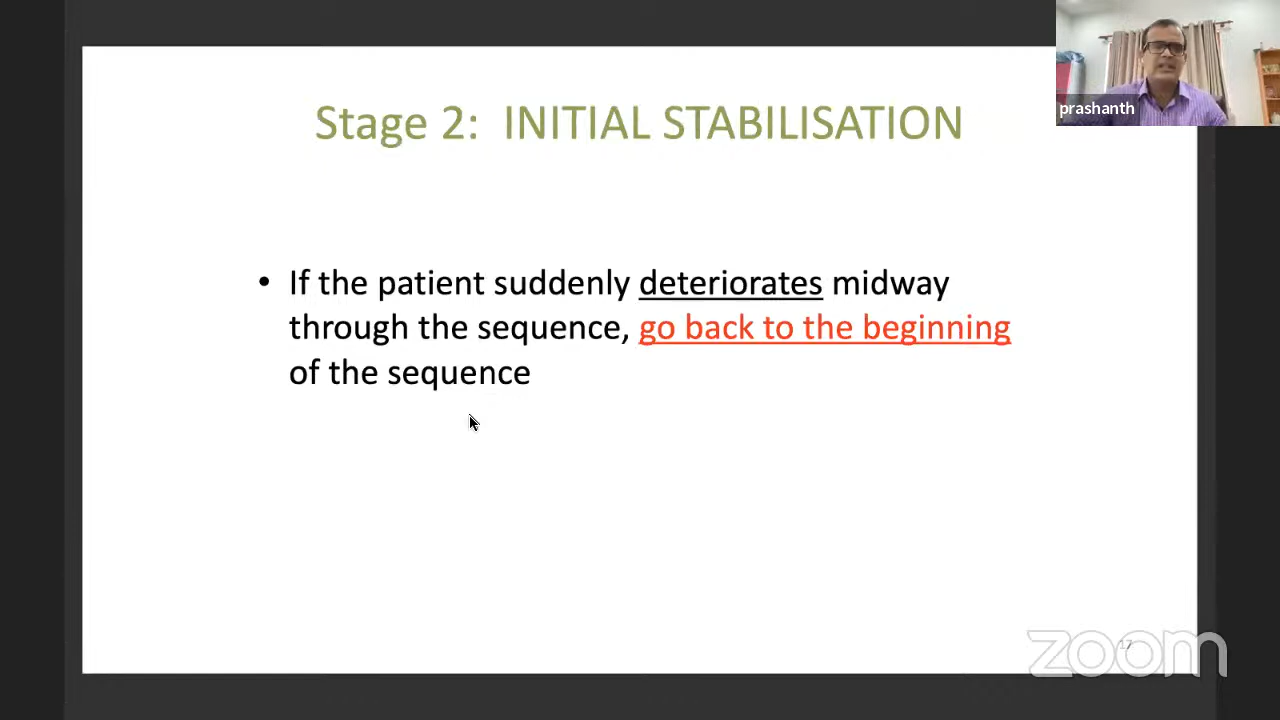 prashanth
Stage 2: INITIAL STABILISATION
• If the patient suddenly deteriorates midway
through the sequence, go back to the beginning
of the sequence
17
zoom